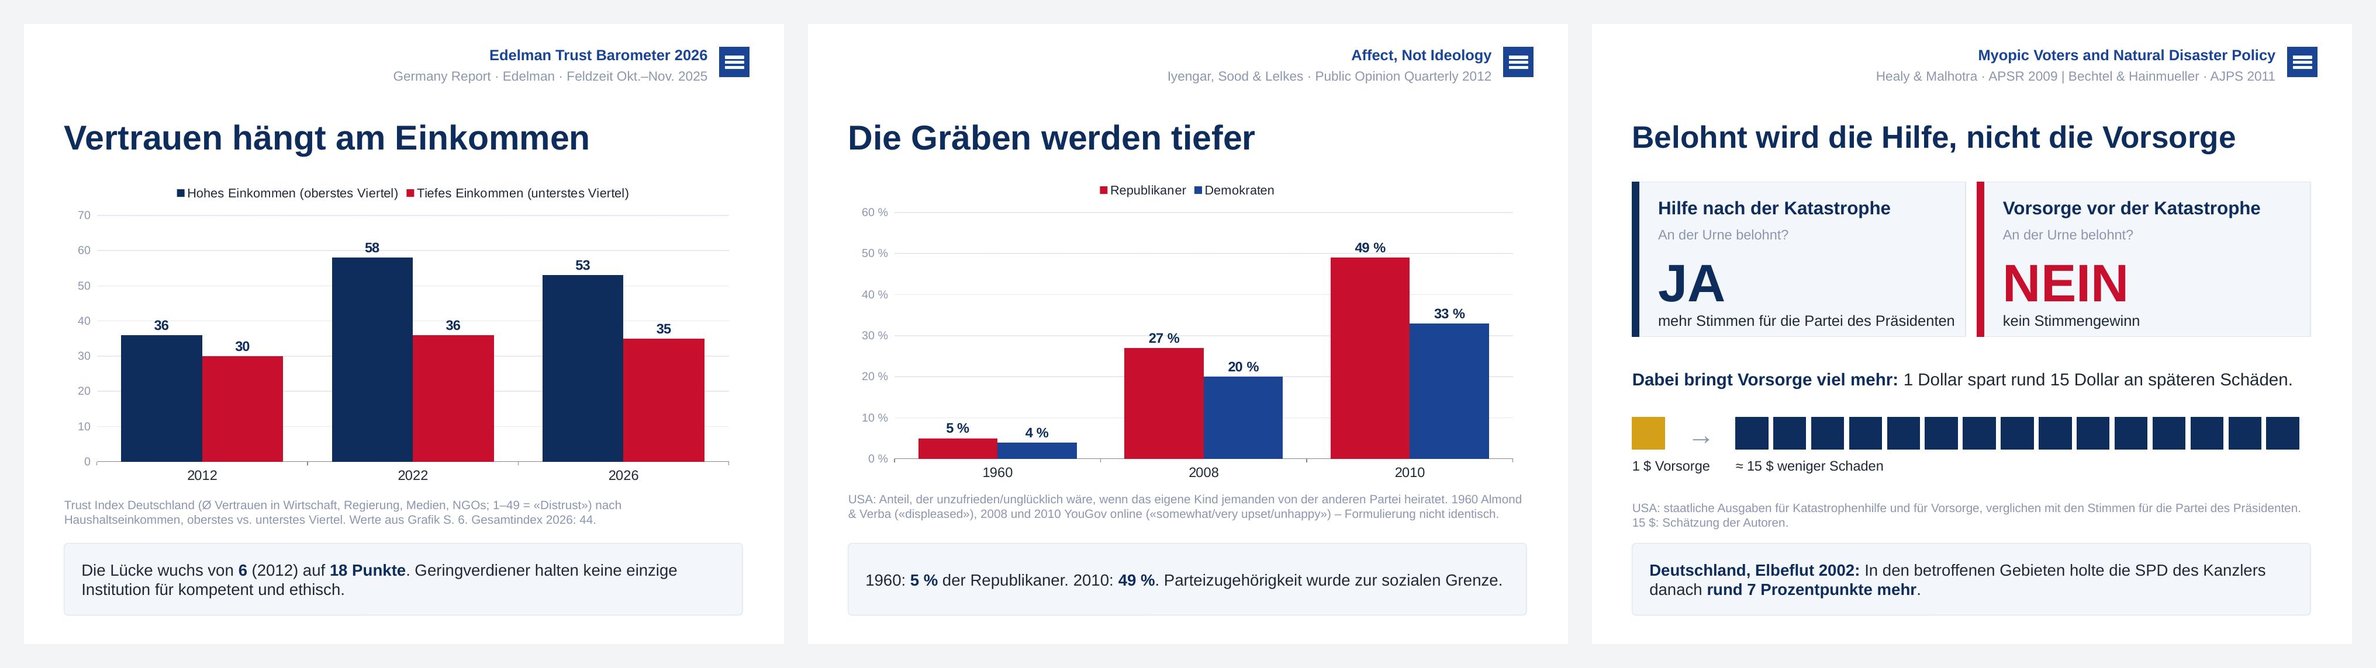 Edelman Trust Barometer 2026
Germany Report · Edelman · Feldzeit Okt.–Nov. 2025
Vertrauen hängt am Einkommen
Hohes Einkommen (oberstes Viertel) Tiefes Einkommen (unterstes Viertel)
70
60
50
40
30
20
10
0
36
30
58
36
53
35
2012
2022
2026
Trust Index Deutschland (Ø Vertrauen in Wirtschaft, Regierung, Medien, NGOs; 1–49 = «Distrust») nach
Haushaltseinkommen, oberstes vs. unterstes Viertel. Werte aus Grafik S. 6. Gesamtindex 2026: 44.
Die Lücke wuchs von 6 (2012) auf 18 Punkte. Geringverdiener halten keine einzige
Institution für kompetent und ethisch.
Affect, Not Ideology
Iyengar, Sood & Lelkes · Public Opinion Quarterly 2012
Die Gräben werden tiefer
Republikaner Demokraten
60 %
50 %
40 %
30 %
20 %
10 %
0 %
5 %
4 %
27 %
20 %
49 %
33 %
1960
2008
2010
USA: Anteil, der unzufrieden/unglücklich wäre, wenn das eigene Kind jemanden von der anderen Partei heiratet. 1960 Almond
& Verba («displeased»), 2008 und 2010 YouGov online («somewhat/very upset/unhappy») – Formulierung nicht identisch.
1960: 5 % der Republikaner. 2010: 49 %. Parteizugehörigkeit wurde zur sozialen Grenze.
Myopic Voters and Natural Disaster Policy
Healy & Malhotra · APSR 2009 | Bechtel & Hainmueller · AJPS 2011
Belohnt wird die Hilfe, nicht die Vorsorge
Hilfe nach der Katastrophe
An der Urne belohnt?
JA
mehr Stimmen für die Partei des Präsidenten
Vorsorge vor der Katastrophe
An der Urne belohnt?
NEIN
kein Stimmengewinn
Dabei bringt Vorsorge viel mehr: 1 Dollar spart rund 15 Dollar an späteren Schäden.
→
1 $ Vorsorge
≈ 15 $ weniger Schaden
USA: staatliche Ausgaben für Katastrophenhilfe und für Vorsorge, verglichen mit den Stimmen für die Partei des Präsidenten.
15 $: Schätzung der Autoren.
Deutschland, Elbeflut 2002: In den betroffenen Gebieten holte die SPD des Kanzlers
danach rund 7 Prozentpunkte mehr.